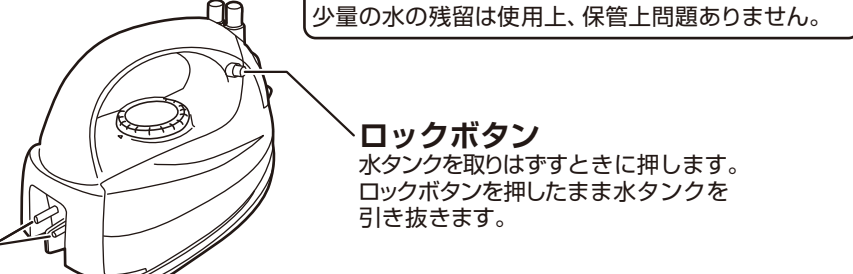 少量の水の残留は使用上、保管上問題ありません。
ロックボタン
水タンクを取りはずすときに押します。
ロックボタンを押したまま水タンクを
引き抜きます。